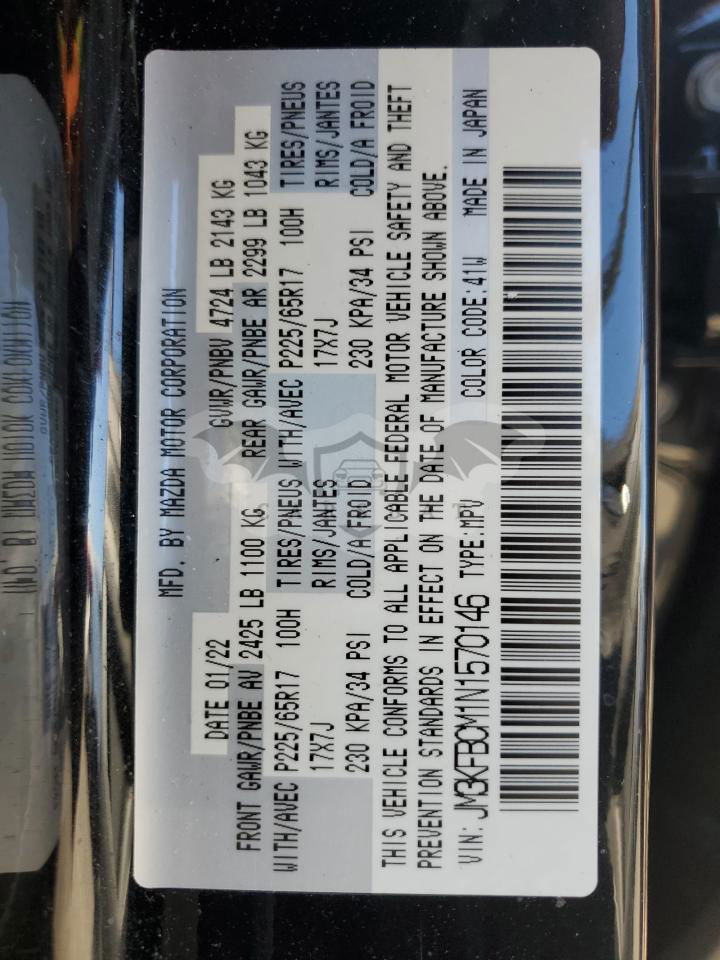 MFD. BY MAZDA MOTOR CORPORATION
DATE 01/22 GVWR/PNBV 4724 LB 2143 KG
FRONT GAWR/PNBE AV 2425 LB 1100 KG REAR GAWR/PNBE AR 2299 LB 1043 KG
WITH/AVEC P225/65R17 100H TIRES/PNEUS WITH/AVEC P225/65R17 100H TIRES/PNEUS
17X7J RIMS/JANTES 17X7J RIMS/JANTES
230 KPA/34 PSI COLD/A FROID 230 KPA/34 PSI COLD/A FROID
THIS VEHICLE CONFORMS TO ALL APPLICABLE FEDERAL MOTOR VEHICLE SAFETY AND THEFT
PREVENTION STANDARDS IN EFFECT ON THE DATE OF MANUFACTURE SHOWN ABOVE.
VIN: JM3KFBCM1N1570146 TYPE:MPV COLOR CODE:41W MADE IN JAPAN